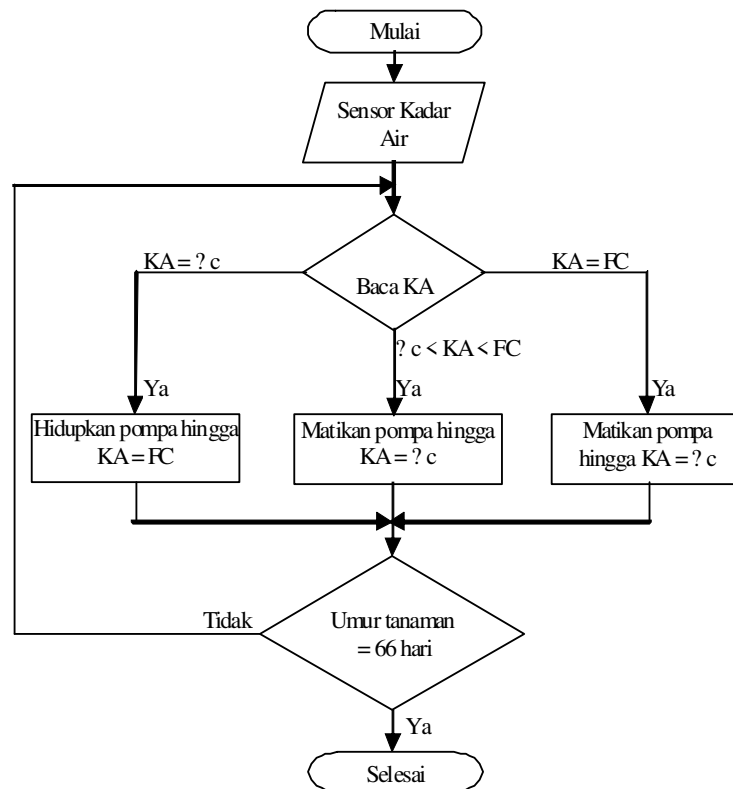 Mulai
Sensor Kadar
Air
KA = ? c
KA = FC
Baca KA
? c < KA < FC
Ya
Ya
Ya
Hidupkan pompa hingga
KA = FC
Matikan pompa hingga
KA = ? c
Matikan pompa
hingga KA = ? c
Tidak
Umur tanaman
= 66 hari
Ya
Selesai